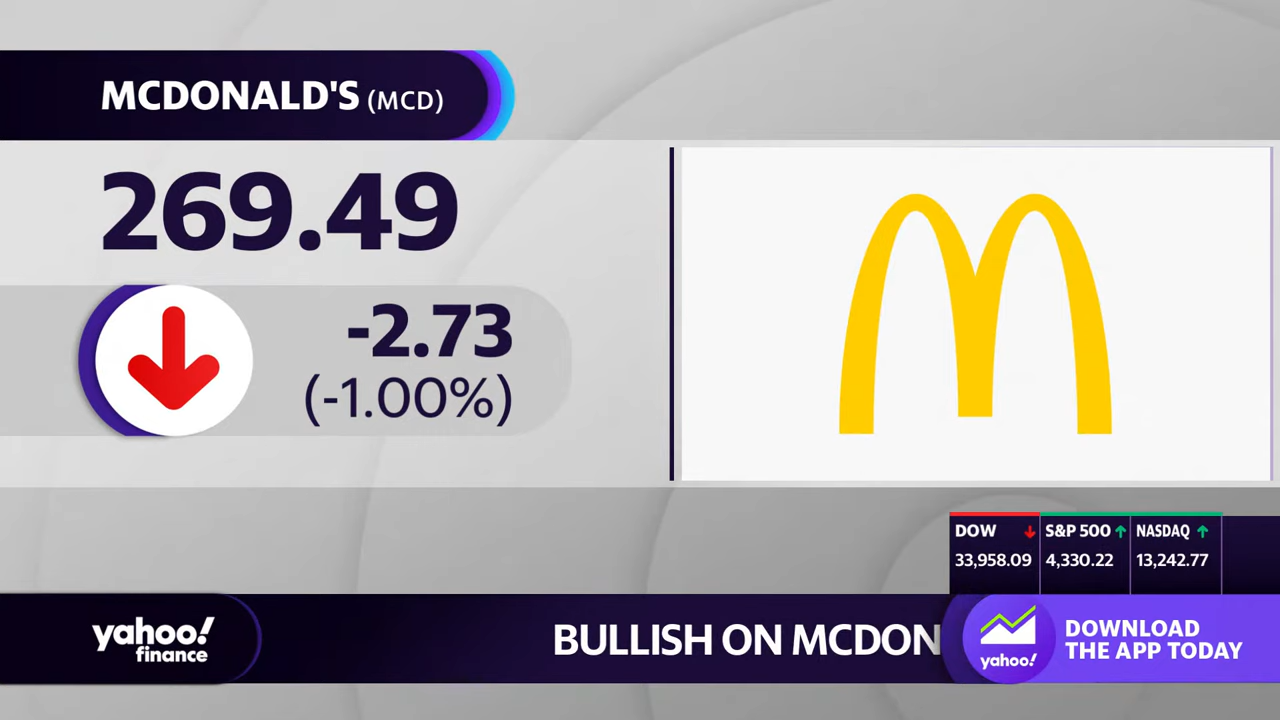 MCDONALD'S (MCD)
269.49
-2.73
(-1.00%)
DOW
33,958.09
S&P 500
4,330.22
NASDAQ
13,242.77
yahoo!
finance
BULLISH ON MCDON
yahoo!
DOWNLOAD
THE APP TODAY